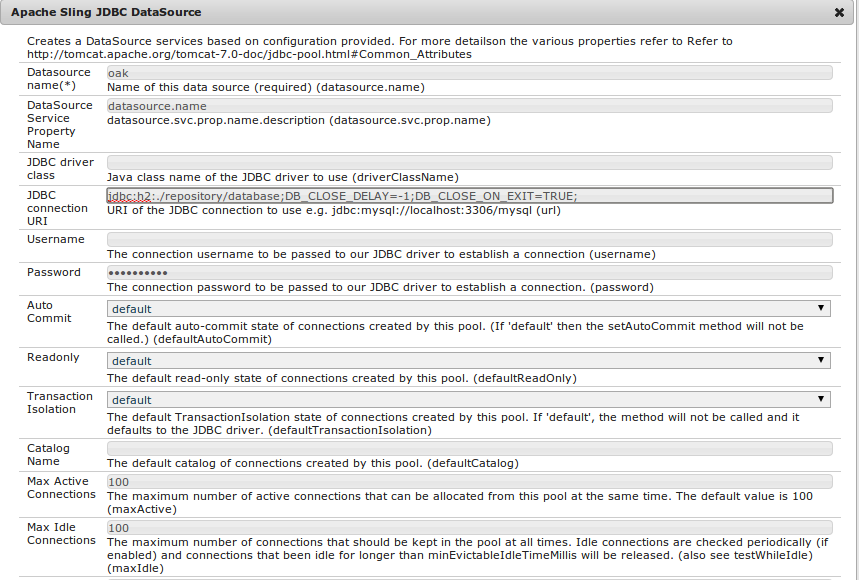 Apache Sling JDBC DataSource ✖
Creates a DataSource services based on configuration provided. For more detailson the various properties refer to Refer to
http://tomcat.apache.org/tomcat-7.0-doc/jdbc-pool.html#Common_Attributes
Datasource
name(*)
oak
Name of this data source (required) (datasource.name)
DataSource
Service
Property
Name
datasource.name
datasource.svc.prop.name.description (datasource.svc.prop.name)
JDBC driver
class
Java class name of the JDBC driver to use (driverClassName)
JDBC
connection
URI
jdbc:h2:./repository/database;DB_CLOSE_DELAY=-1;DB_CLOSE_ON_EXIT=TRUE;
URI of the JDBC connection to use e.g. jdbc:mysql://localhost:3306/mysql (url)
Username
The connection username to be passed to our JDBC driver to establish a connection (username)
Password
••••••••••
The connection password to be passed to our JDBC driver to establish a connection. (password)
Auto
Commit
default
The default auto-commit state of connections created by this pool. (If 'default' then the setAutoCommit method will not be
called.) (defaultAutoCommit)
Readonly
default
The default read-only state of connections created by this pool. (defaultReadOnly)
Transaction
Isolation
default
The default TransactionIsolation state of connections created by this pool. If 'default', the method will not be called and it
defaults to the JDBC driver. (defaultTransactionIsolation)
Catalog
Name
The default catalog of connections created by this pool. (defaultCatalog)
Max Active
Connections
100
The maximum number of active connections that can be allocated from this pool at the same time. The default value is 100
(maxActive)
Max Idle
Connections
100
The maximum number of connections that should be kept in the pool at all times. Idle connections are checked periodically (if
enabled) and connections that been idle for longer than minEvictableIdleTimeMillis will be released. (also see testWhileIdle)
(maxIdle)